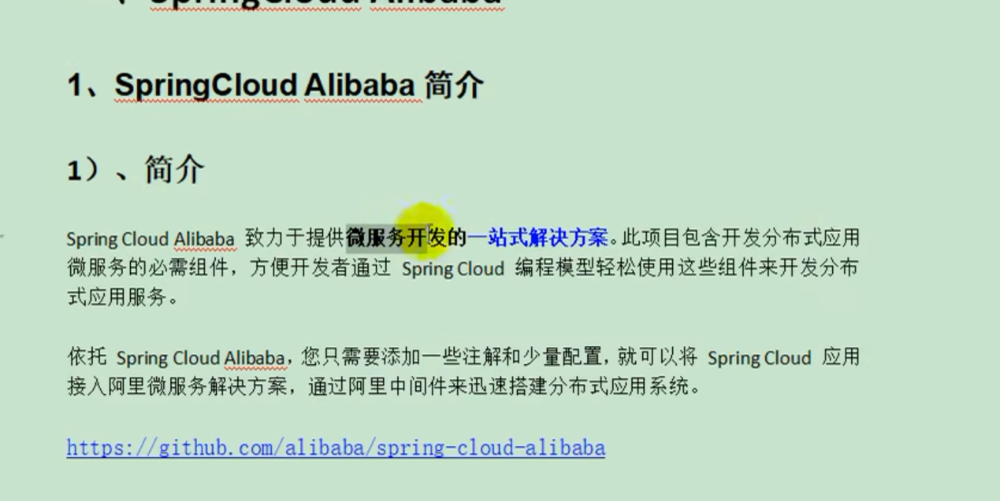 、SpringCloud Alibaba
1、SpringCloud Alibaba 简介
1）、简介
Spring Cloud Alibaba 致力于提供微服务开发的一站式解决方案。此项目包含开发分布式应用
微服务的必需组件，方便开发者通过 Spring Cloud 编程模型轻松使用这些组件来开发分布
式应用服务。
依托 Spring Cloud Alibaba，您只需要添加一些注解和少量配置，就可以将 Spring Cloud 应用
接入阿里微服务解决方案，通过阿里中间件来迅速搭建分布式应用系统。
https://github.com/alibaba/spring-cloud-alibaba